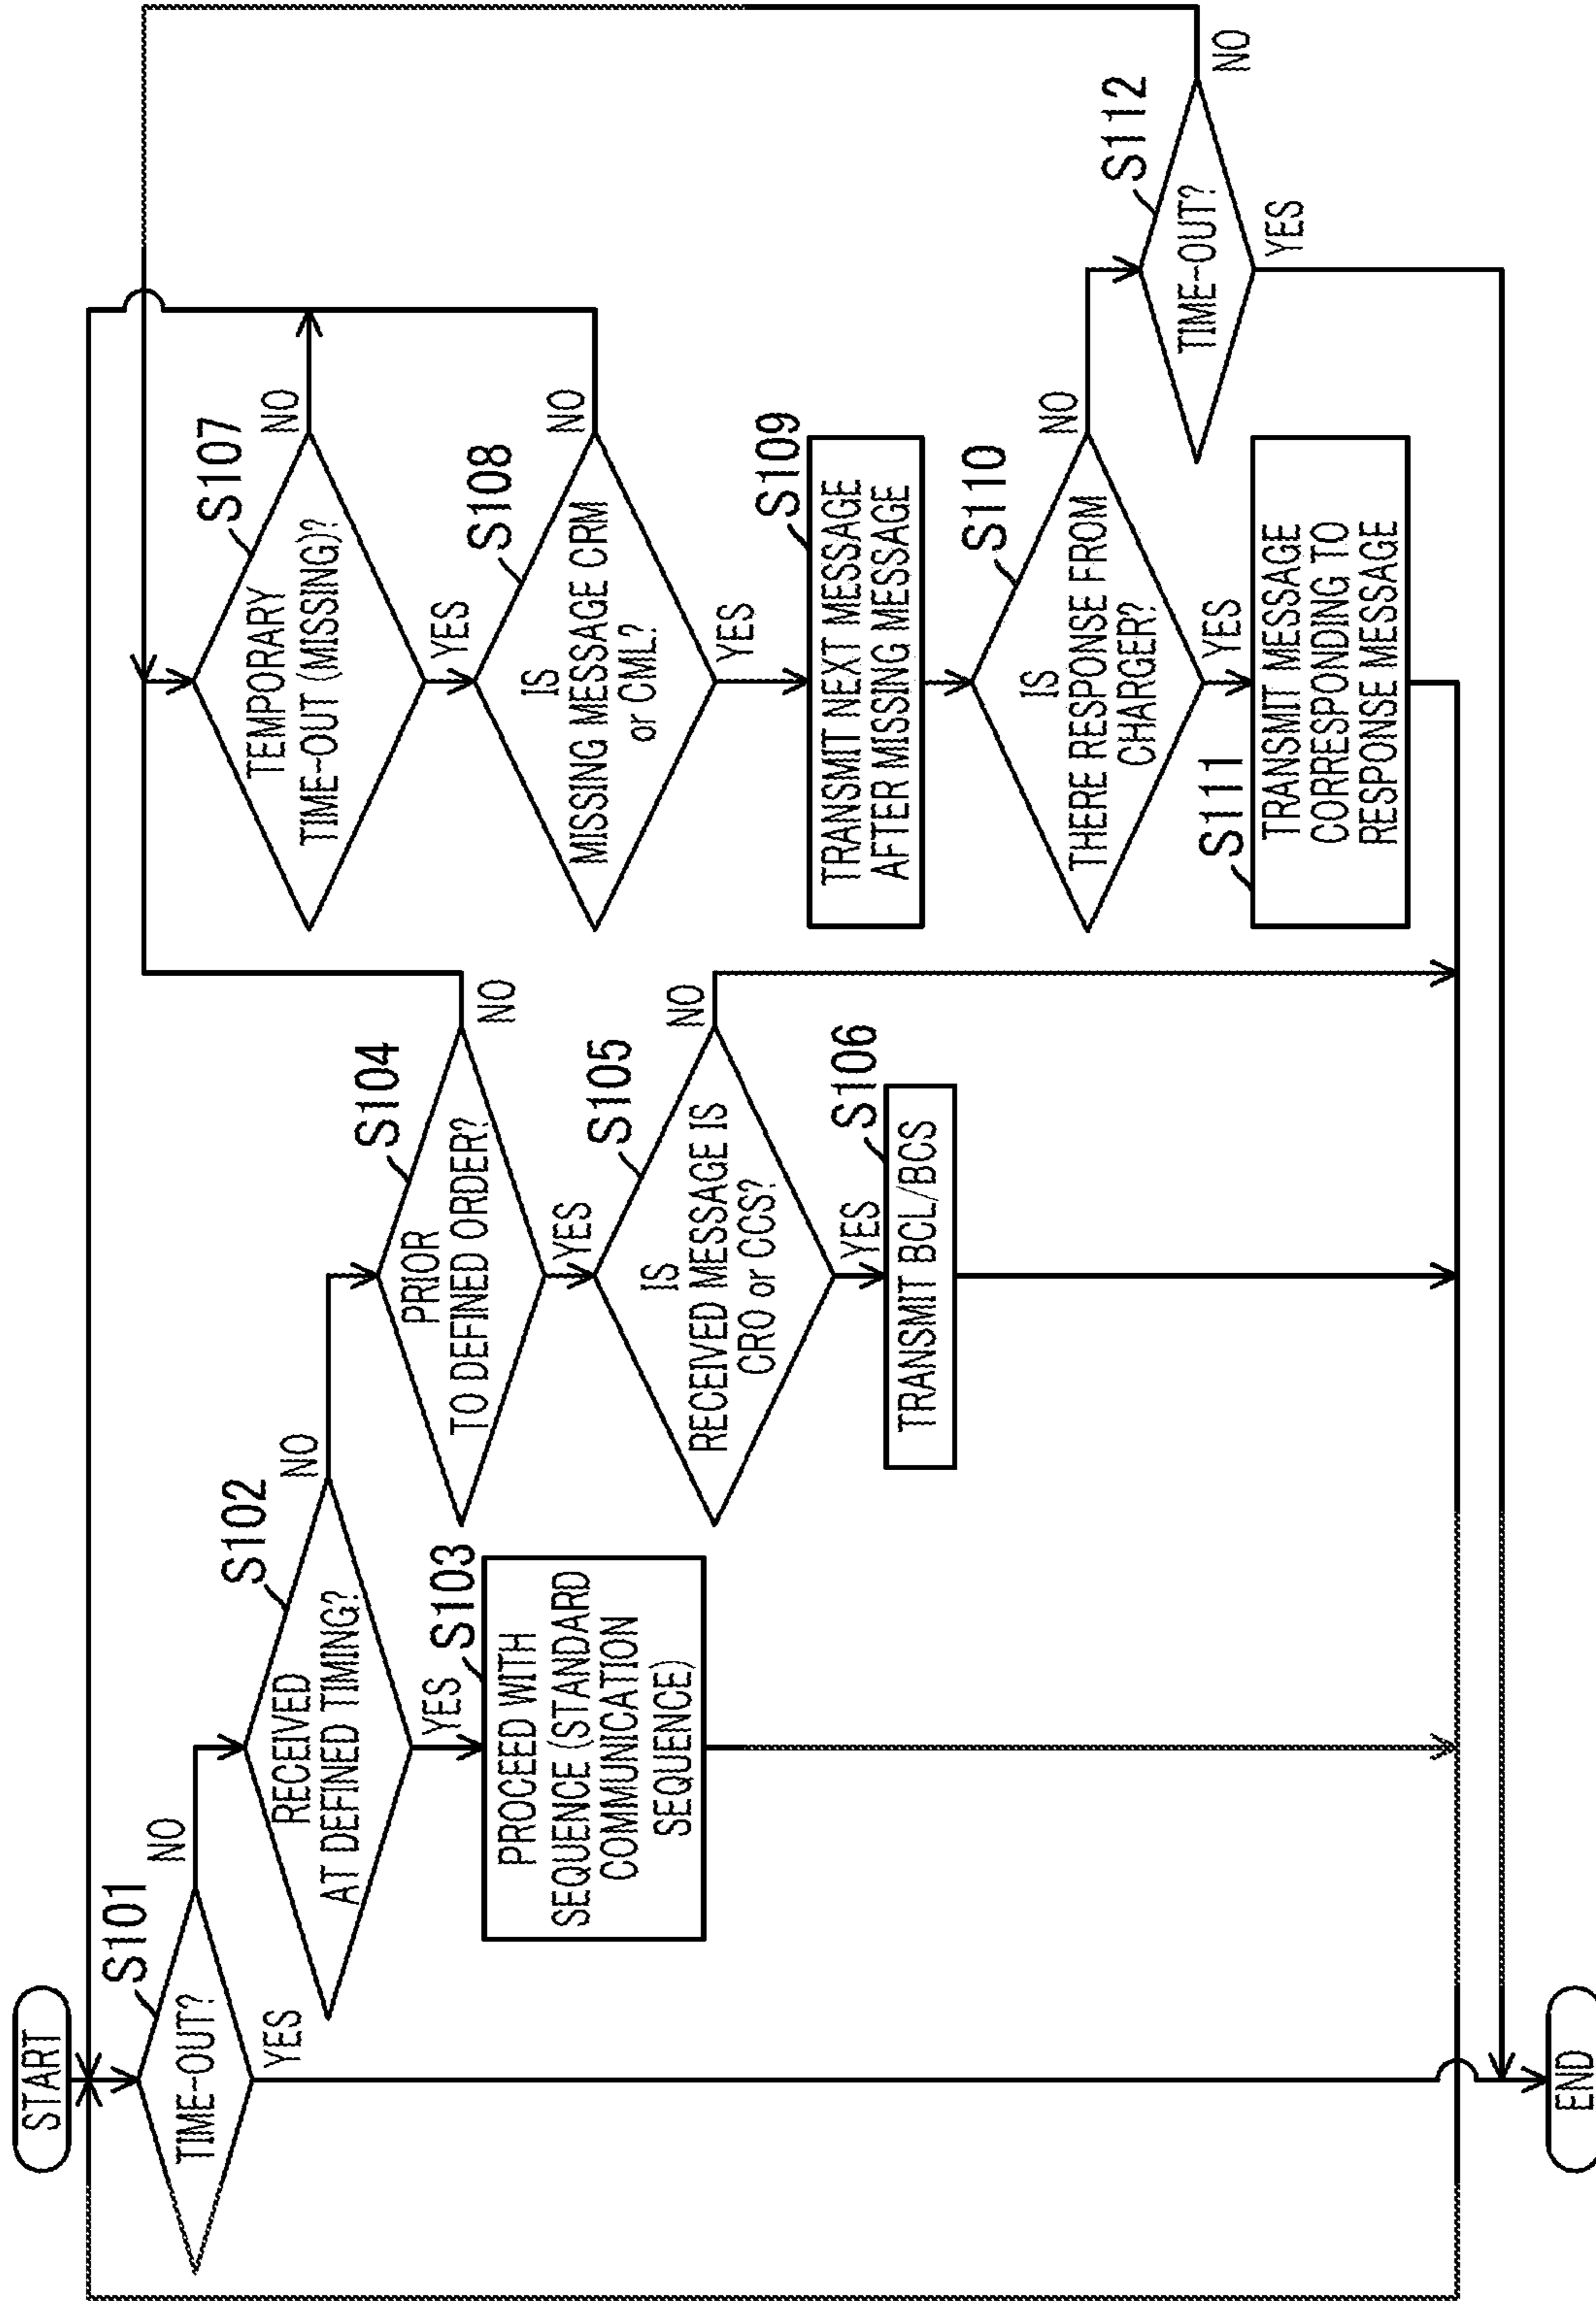 START
S101
TIME-OUT?
NO
YES
S102
RECEIVED
AT DEFINED TIMING?
NO
YES
S103
PROCEED WITH
SEQUENCE (STANDARD
COMMUNICATION
SEQUENCE)
S104
PRIOR
TO DEFINED ORDER?
NO
YES
S105
IS
RECEIVED MESSAGE IS
CRO or CCS?
NO
YES
S106
TRANSMIT BCL/BCS
S107
TEMPORARY
TIME-OUT (MISSING)?
NO
YES
S108
IS
MISSING MESSAGE CRM
or CML?
NO
YES
S109
TRANSMIT NEXT MESSAGE
AFTER MISSING MESSAGE
S110
IS
THERE RESPONSE FROM
CHARGER?
NO
YES
S111
TRANSMIT MESSAGE
CORRESPONDING TO
RESPONSE MESSAGE
S112
TIME-OUT?
NO
YES
END